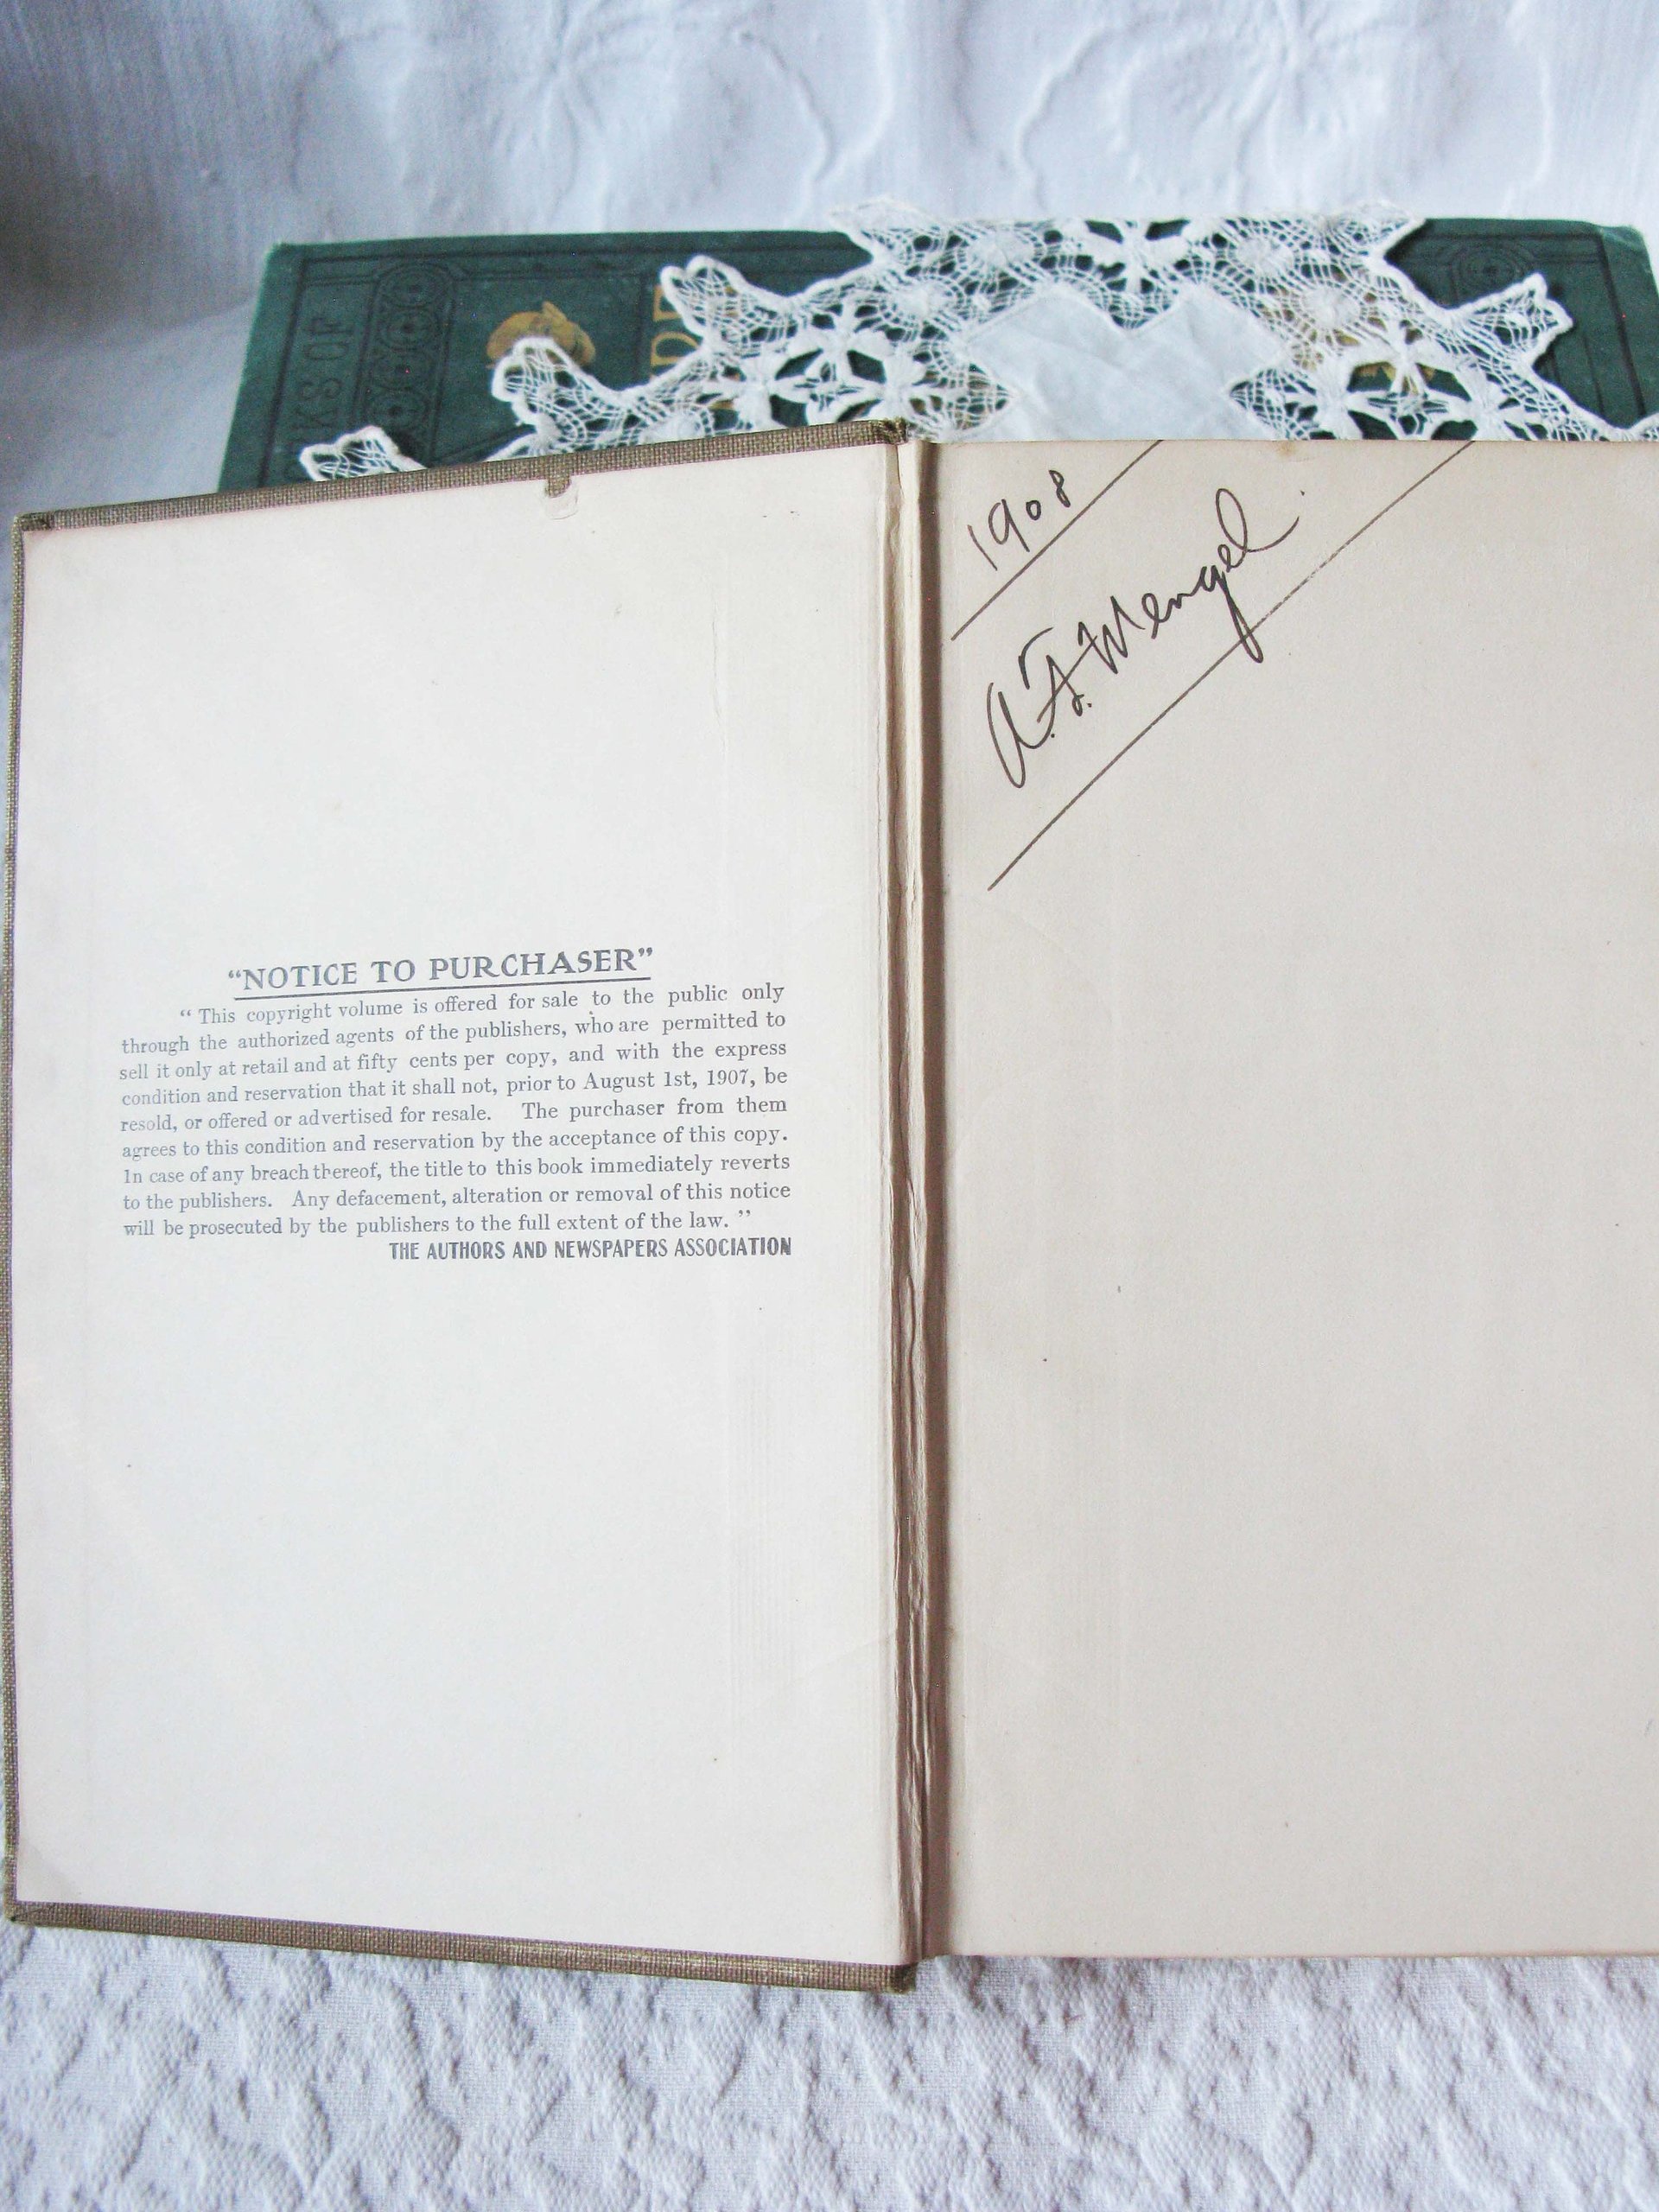 KS OF
1908
A. F. Mengel
“NOTICE TO PURCHASER”
“ This copyright volume is offered for sale to the public only
through the authorized agents of the publishers, who are permitted to
sell it only at retail and at fifty cents per copy, and with the express
condition and reservation that it shall not, prior to August 1st, 1907, be
resold, or offered or advertised for resale. The purchaser from them
agrees to this condition and reservation by the acceptance of this copy.
In case of any breach thereof, the title to this book immediately reverts
to the publishers. Any defacement, alteration or removal of this notice
will be prosecuted by the publishers to the full extent of the law. ”
THE AUTHORS AND NEWSPAPERS ASSOCIATION